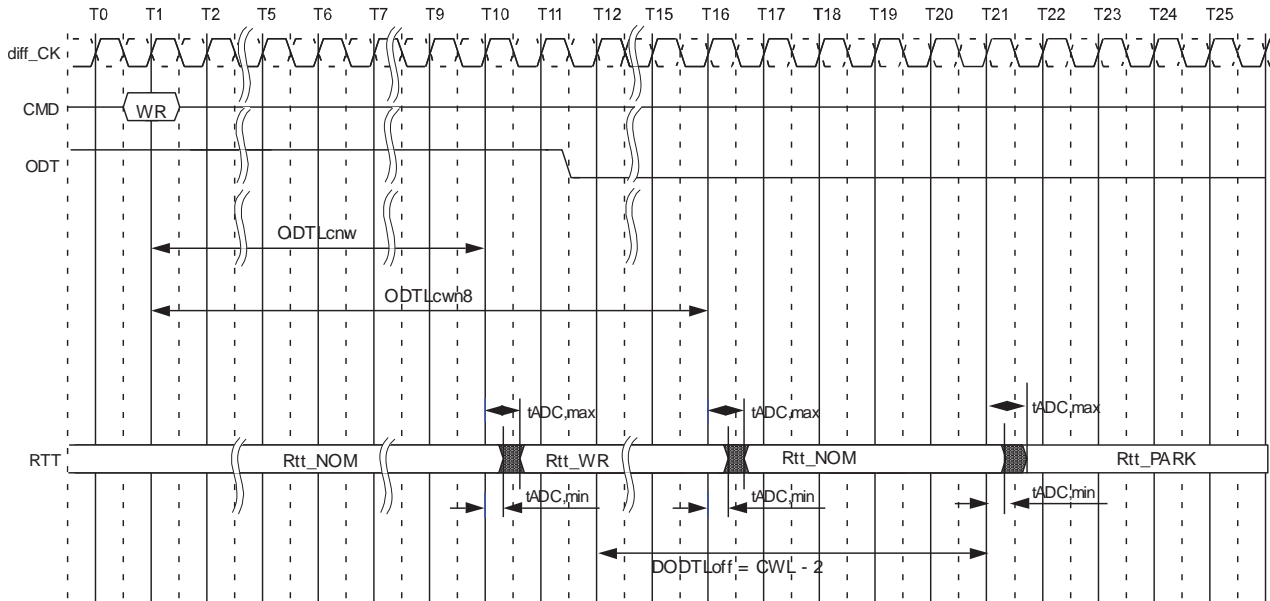 T0 T1 T2 T5 T6 T7 T9 T10 T11 T12 T15 T16 T17 T18 T19 T20 T21 T22 T23 T24 T25
diff_CK
CMD WR
ODT
ODTLcnw
ODTLcwn8
tADC,max tADC,max tADC,max
RTT Rtt_NOM Rtt_WR Rtt_NOM Rtt_PARK
tADC,min tADC,min tADC,min
DODTLoff = CWL - 2